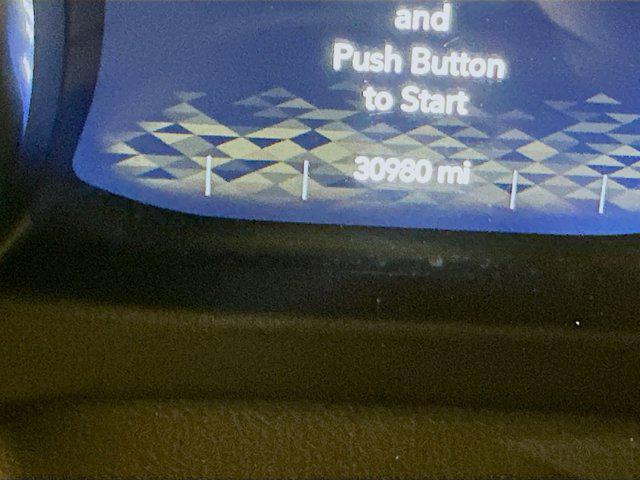 and
Push Button
to Start
30980 mi